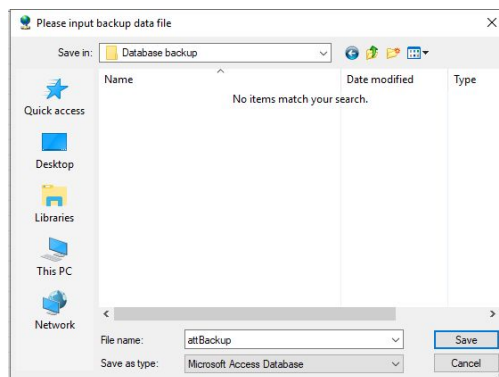 Please input backup data file
Save in: Database backup
Name Date modified Type
No items match your search.
Quick access
Desktop
Libraries
This PC
Network
File name: attBackup Save
Save as type: Microsoft Access Database Cancel